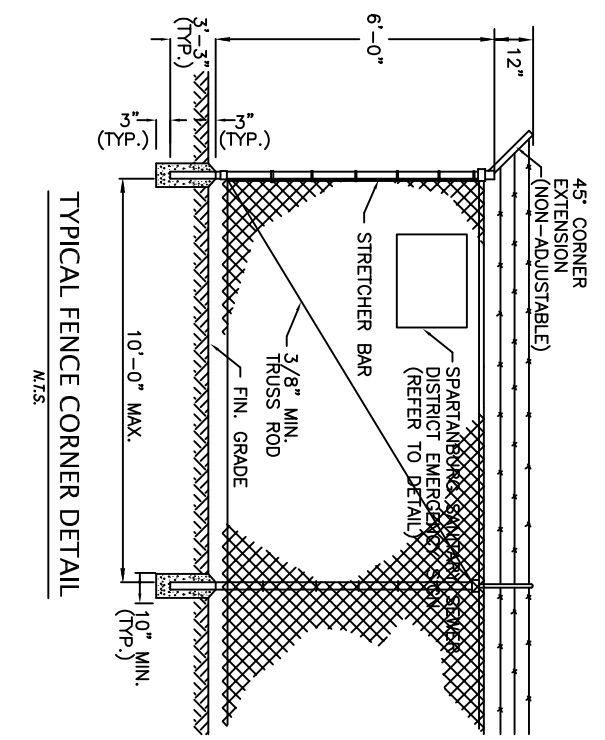 45° CORNER
EXTENSION
(NON-ADJUSTABLE)
12"
6'-0"
3'-3"
(TYP.)
3"
(TYP.)
3"
(TYP.)
STRETCHER BAR
SPARTANBURG SANITARY SEWER
DISTRICT EMERGENCY SIGN
(REFER TO DETAIL)
3/8" MIN.
TRUSS ROD
FIN. GRADE
10'-0" MAX.
10" MIN.
(TYP.)
TYPICAL FENCE CORNER DETAIL
N.T.S.